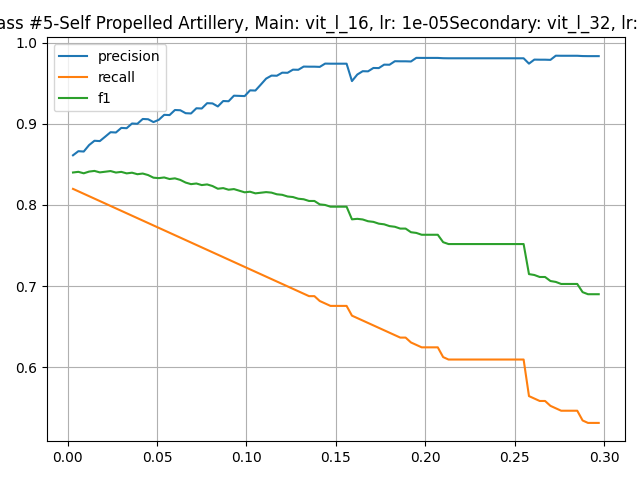 ass #5-Self Propelled Artillery, Main: vit_l_16, lr: 1e-05Secondary: vit_l_32, lr:
precision
recall
f1
1.0
0.9
0.8
0.7
0.6
0.00 0.05 0.10 0.15 0.20 0.25 0.30